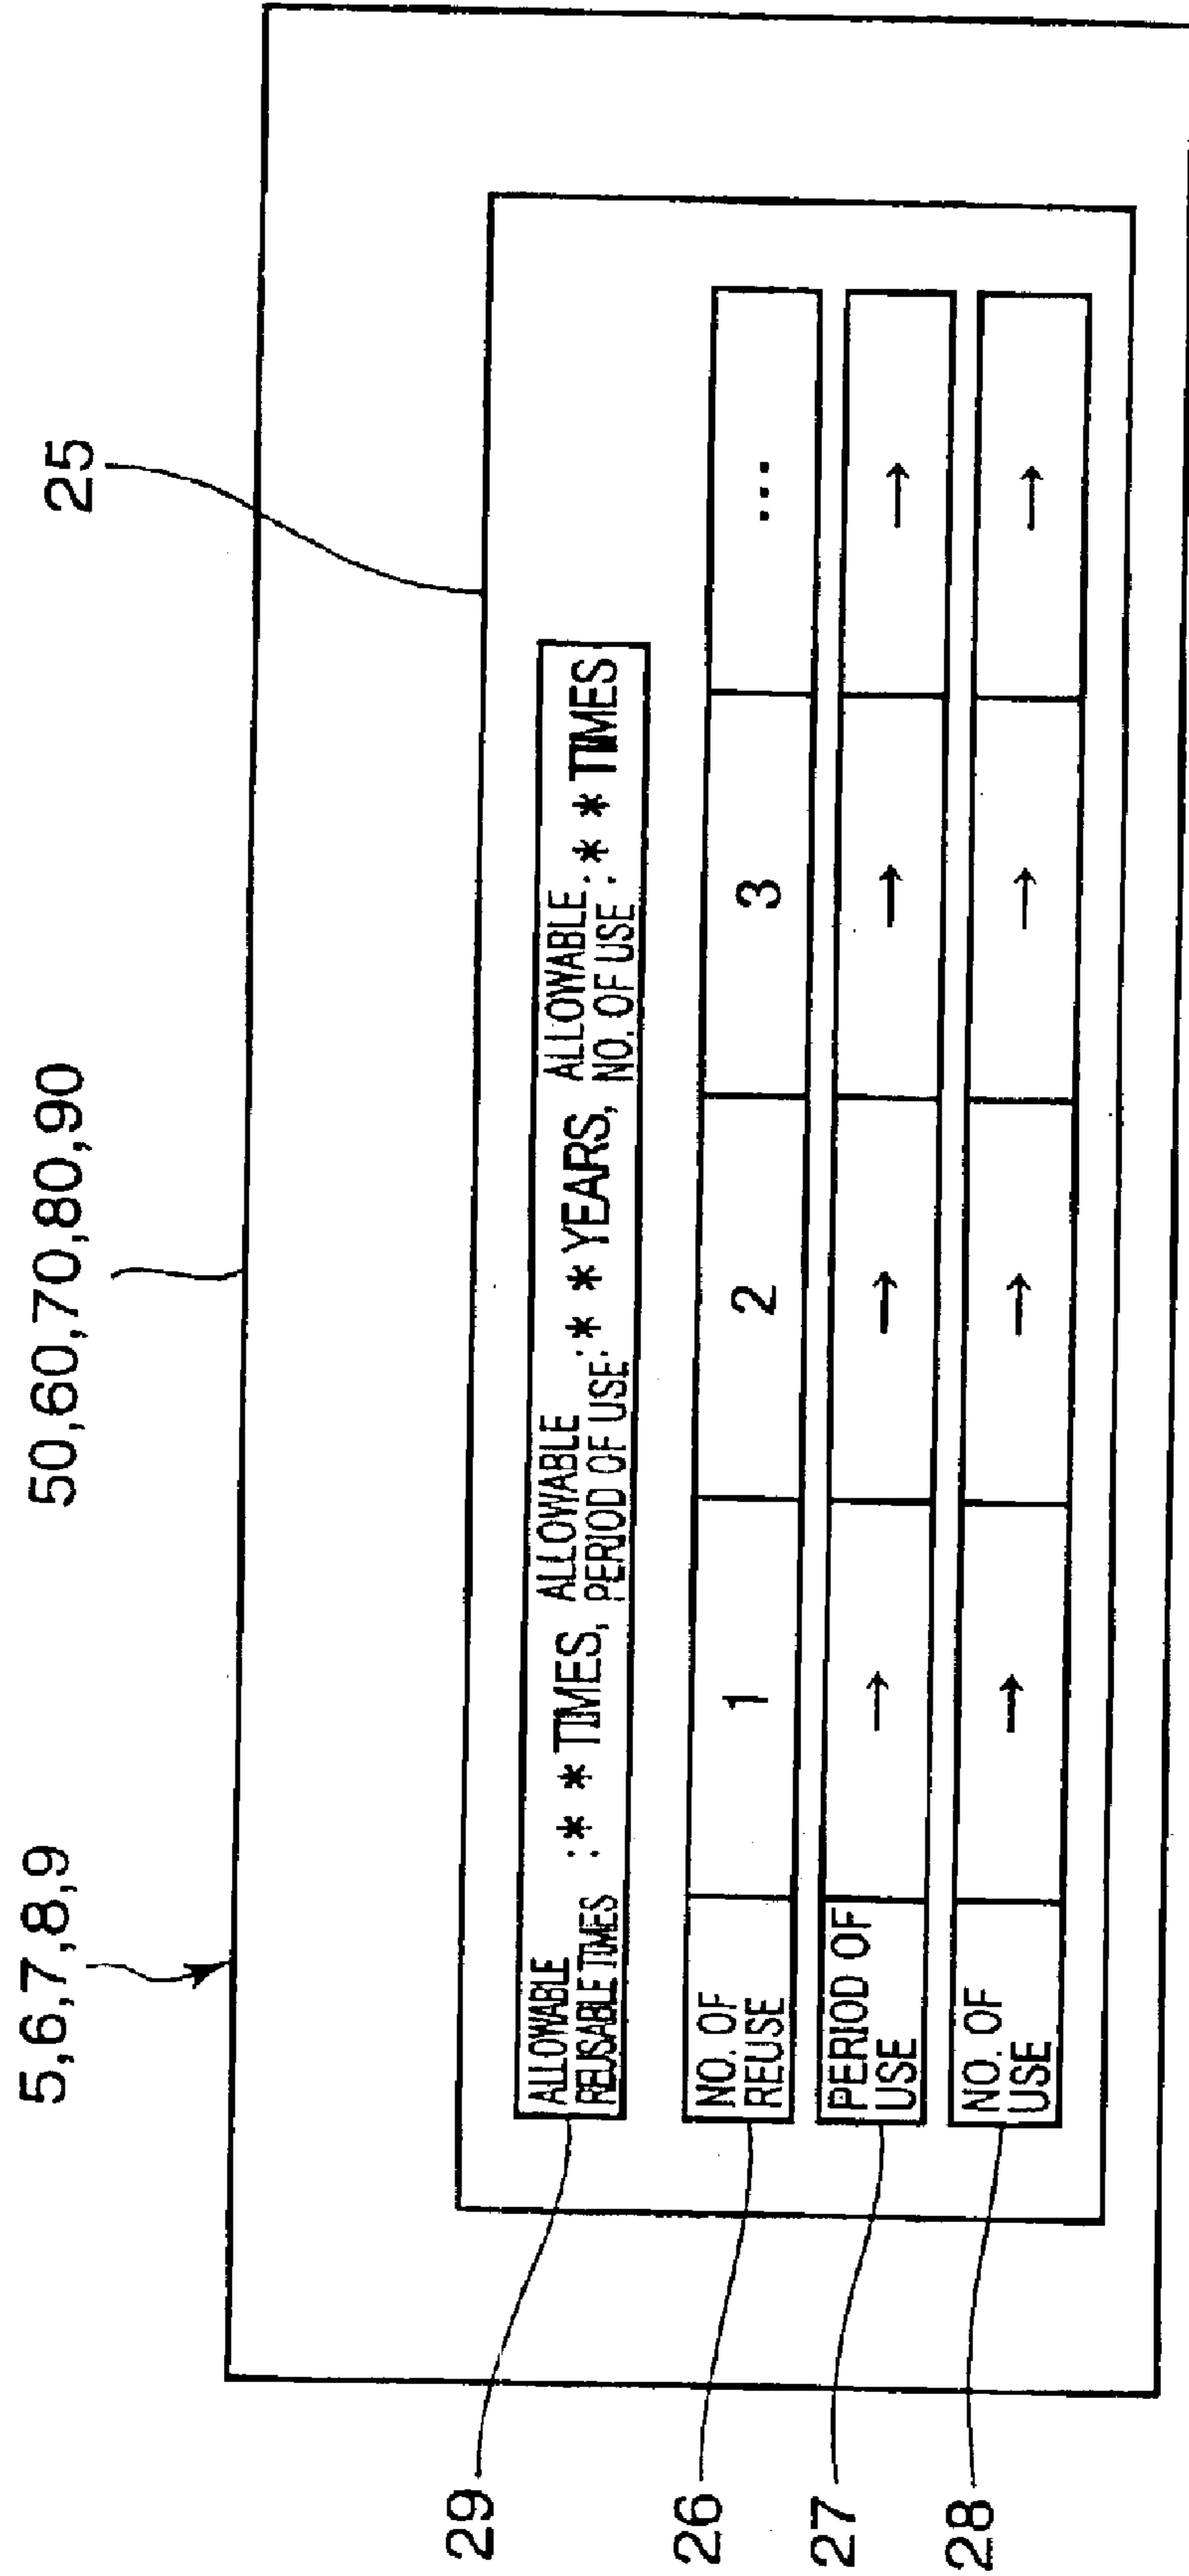 5,6,7,8,9
50,60,70,80,90
25
29
ALLOWABLE REUSABLE TIMES :** TIMES, ALLOWABLE PERIOD OF USE :** YEARS, ALLOWABLE NO. OF USE :** TIMES
26
NO. OF REUSE 1 2 3 ...
27
PERIOD OF USE → → → →
28
NO. OF USE → → → →